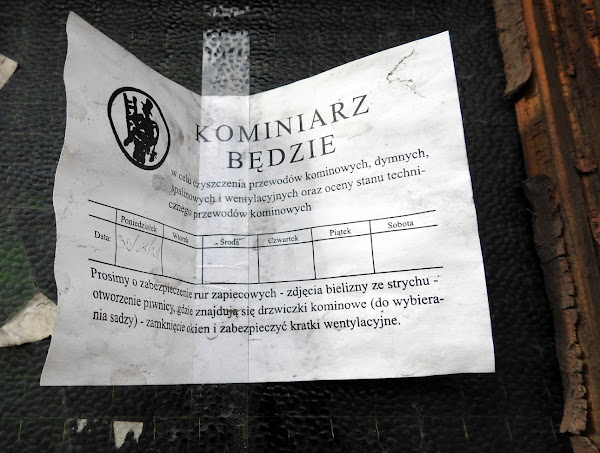 KOMINIARZ
BĘDZIE
w celu czyszczenia przewodów kominowych, dymnych,
spalinowych i wentylacyjnych oraz oceny stanu techni-
cznego przewodów kominowych
Poniedziałek Wtorek Środa Czwartek Piątek Sobota
Data:
Prosimy o zabezpieczenie rur zapiecowych - zdjęcia bielizny ze strychu -
otworzenie piwnicy, gdzie znajdują się drzwiczki kominowe (do wybiera-
nia sadzy) - zamknięcie okien i zabezpieczyć kratki wentylacyjne.